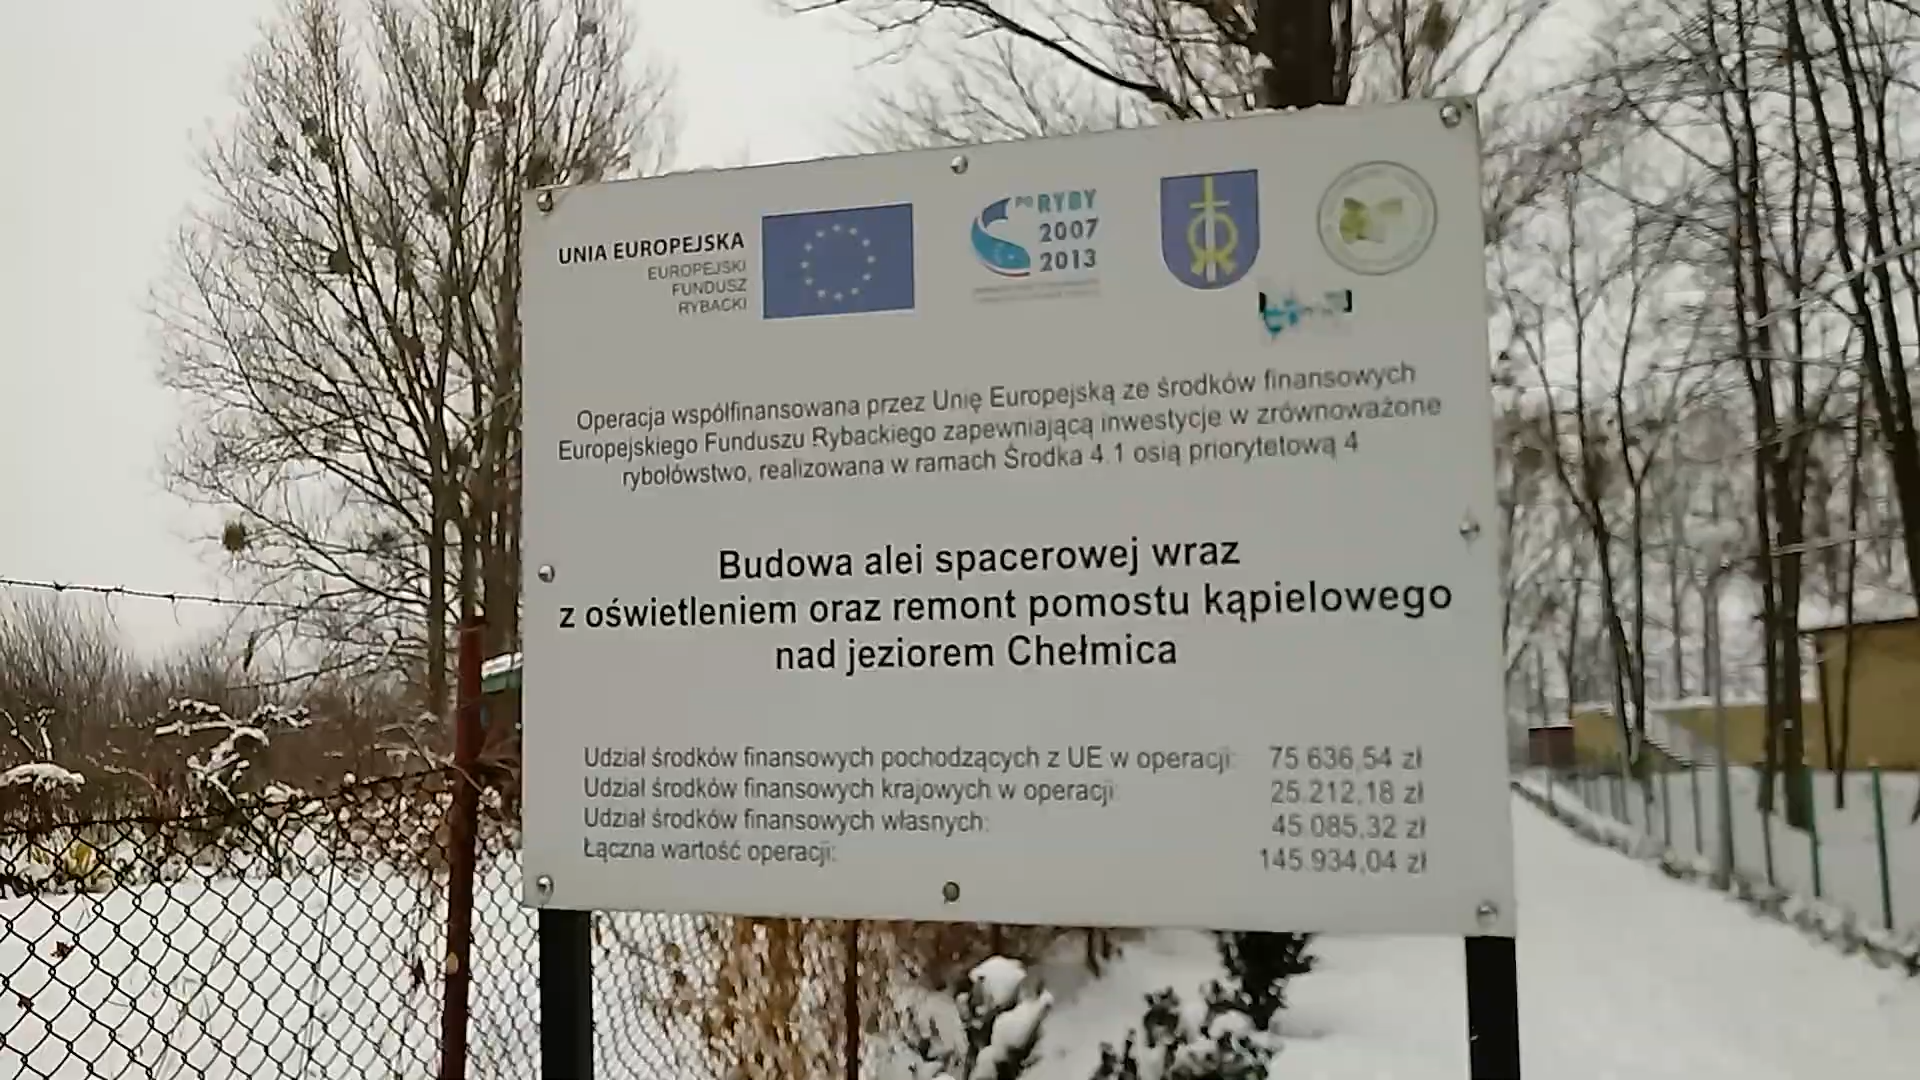 UNIA EUROPEJSKA
EUROPEJSKI
FUNDUSZ
RYBACKI
PO RYBY
2007
2013
Operacja współfinansowana przez Unię Europejską ze środków finansowych
Europejskiego Funduszu Rybackiego zapewniającą inwestycje w zrównoważone
rybołówstwo, realizowana w ramach Środka 4.1 osią priorytetową 4
Budowa alei spacerowej wraz
z oświetleniem oraz remont pomostu kąpielowego
nad jeziorem Chełmica
Udział środków finansowych pochodzących z UE w operacji: 75 636,54 zł
Udział środków finansowych krajowych w operacji: 25.212,18 zł
Udział środków finansowych własnych: 45.085,32 zł
Łączna wartość operacji: 145.934,04 zł